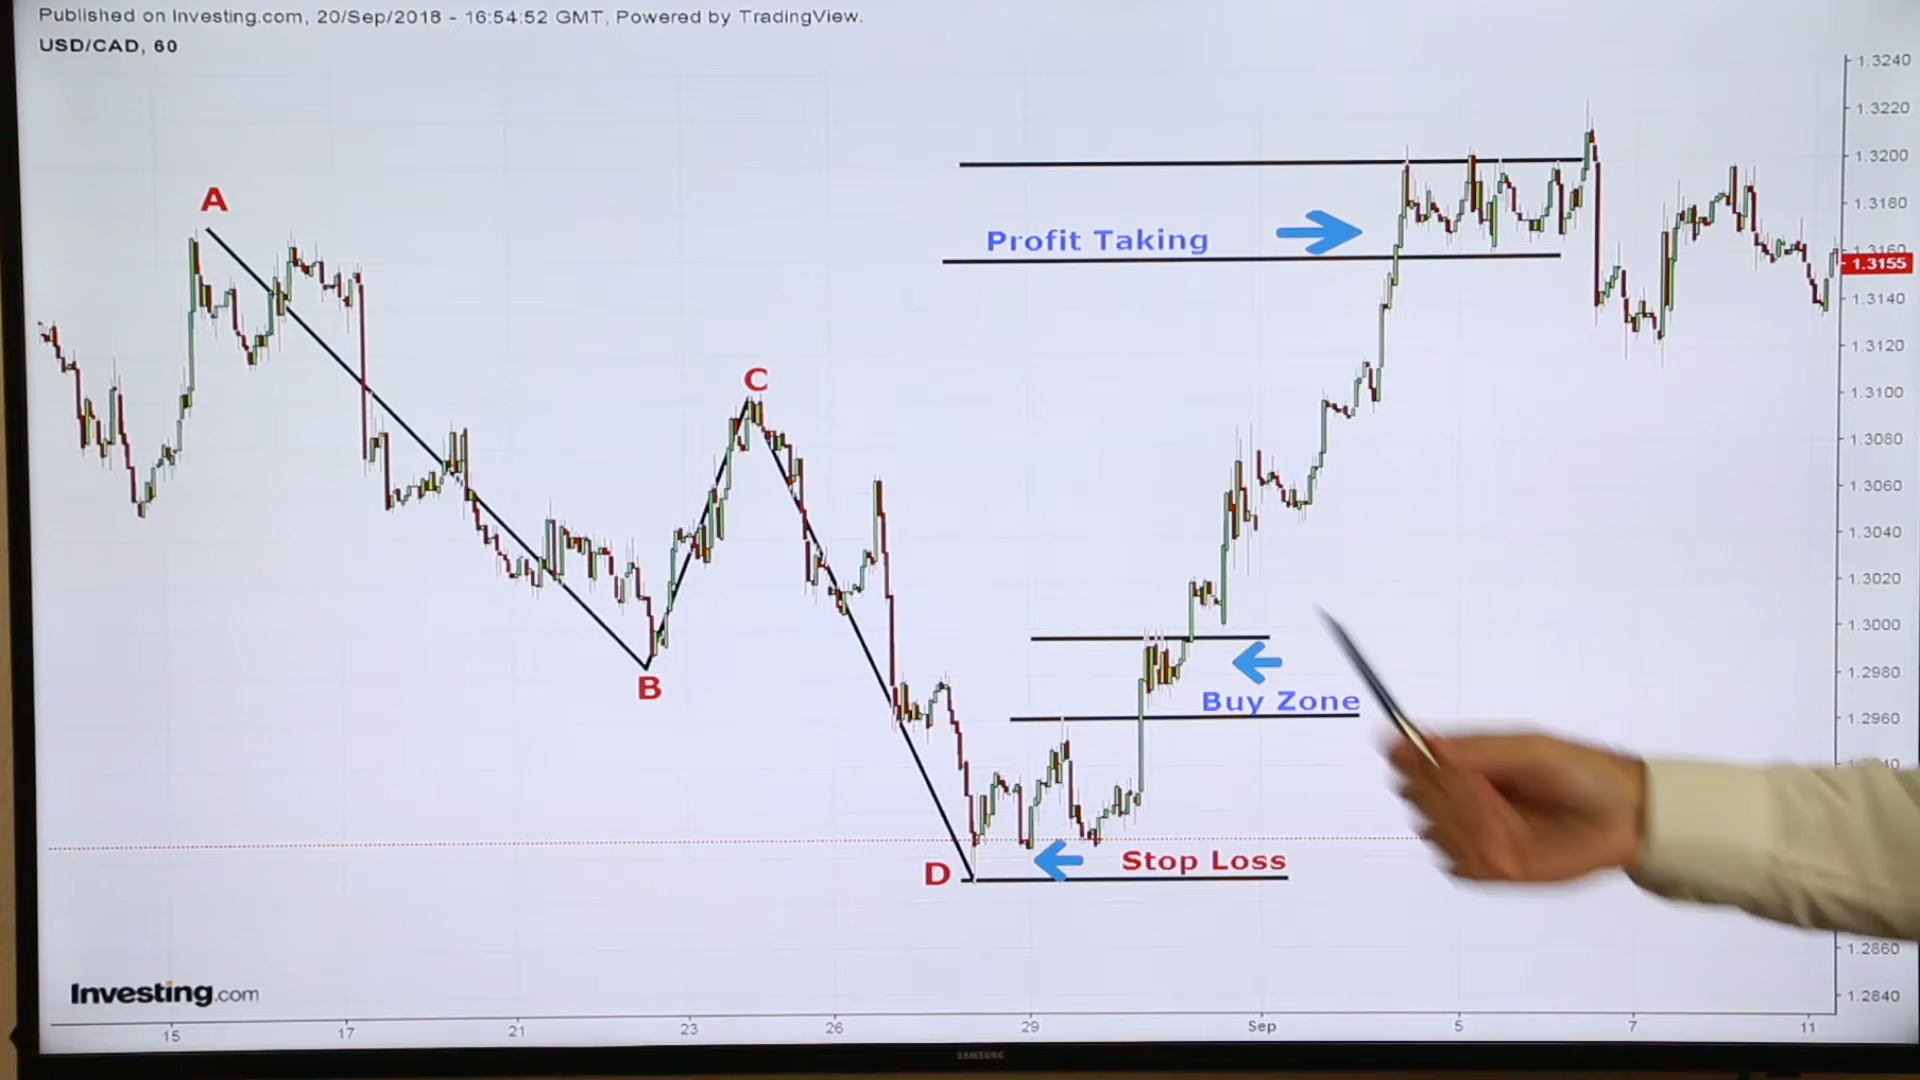 Published on Investing.com, 20/Sep/2018 - 16:54:52 GMT, Powered by TradingView.
USD/CAD, 60
1.3240
1.3220
1.3200
1.3180
1.3160
1.3155
1.3140
1.3120
1.3100
1.3080
1.3060
1.3040
1.3020
1.3000
1.2980
1.2960
1.2860
1.2840
A
Profit Taking
C
B
Buy Zone
D
Stop Loss
Investing.com
15 17 21 23 26 29 Sep 5 7 11
SAMSUNG